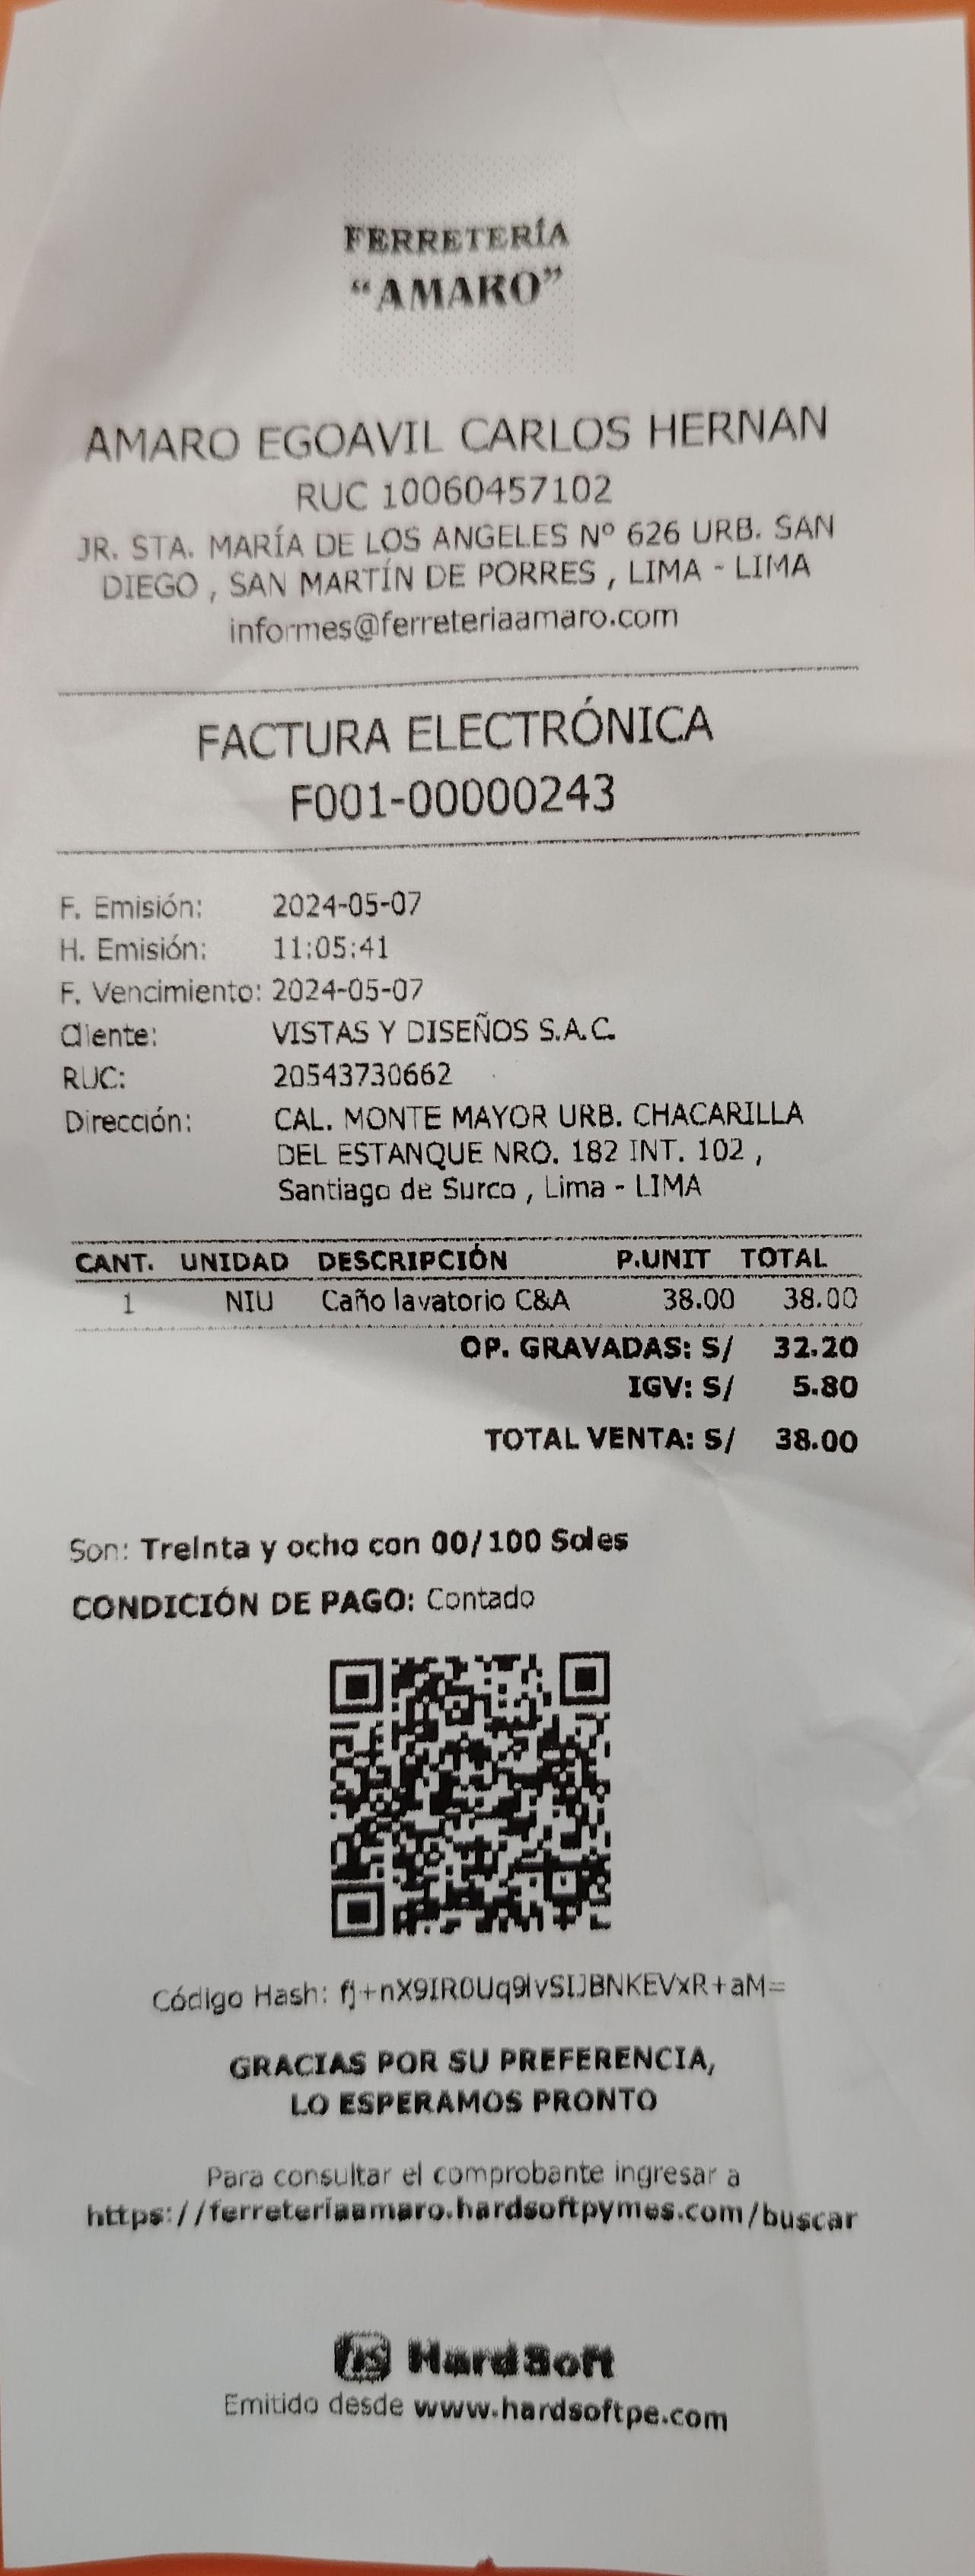 FERRETERÍA
“AMARO”
AMARO EGOAVIL CARLOS HERNAN
RUC 10060457102
JR. STA. MARÍA DE LOS ANGELES Nº 626 URB. SAN
DIEGO , SAN MARTÍN DE PORRES , LIMA - LIMA
informes@ferreteriaamaro.com
FACTURA ELECTRÓNICA
F001-00000243
F. Emisión: 2024-05-07
H. Emisión: 11:05:41
F. Vencimiento: 2024-05-07
Cliente: VISTAS Y DISEÑOS S.A.C.
RUC: 20543730662
Dirección: CAL. MONTE MAYOR URB. CHACARILLA
DEL ESTANQUE NRO. 182 INT. 102 ,
Santiago de Surco , Lima - LIMA
CANT. UNIDAD DESCRIPCIÓN P.UNIT TOTAL
1 NIU Caño lavatorio C&A 38.00 38.00
OP. GRAVADAS: S/ 32.20
IGV: S/ 5.80
TOTAL VENTA: S/ 38.00
Son: Treinta y ocho con 00/100 Soles
CONDICIÓN DE PAGO: Contado
Código Hash:
GRACIAS POR SU PREFERENCIA,
LO ESPERAMOS PRONTO
Para consultar el comprobante ingresar a
https://ferreteriaamaro.hardsoftpymes.com/buscar
HS HardSoft
Emitido desde www.hardsoftpe.com